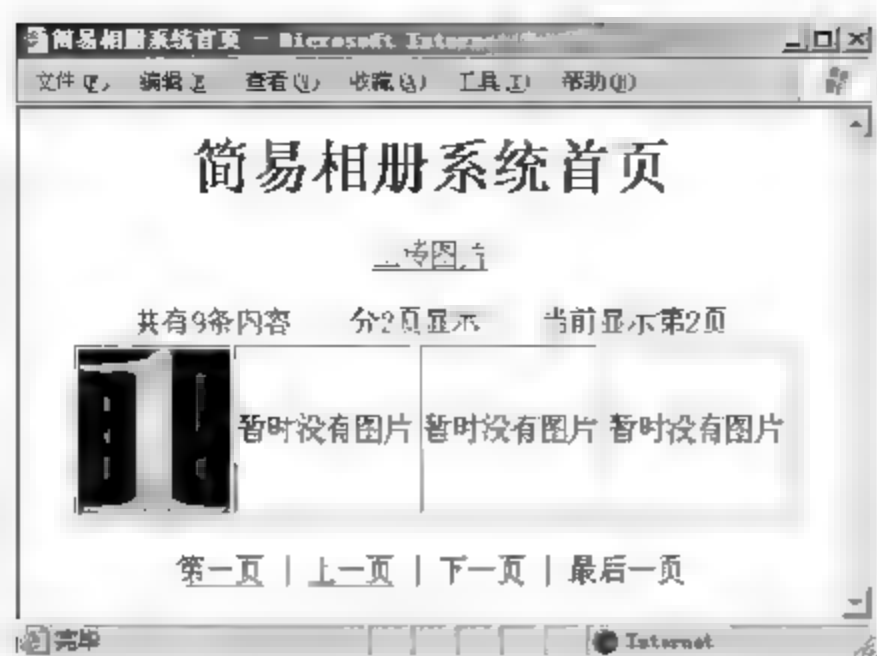 简易相册系统首页 - Microsoft Internet
文件(F) 编辑(E) 查看(V) 收藏(A) 工具(T) 帮助(H)
简易相册系统首页
上传图片
共有9条内容 分2页显示 当前显示第2页
暂时没有图片 暂时没有图片 暂时没有图片
第一页 | 上一页 | 下一页 | 最后一页
完毕 Internet